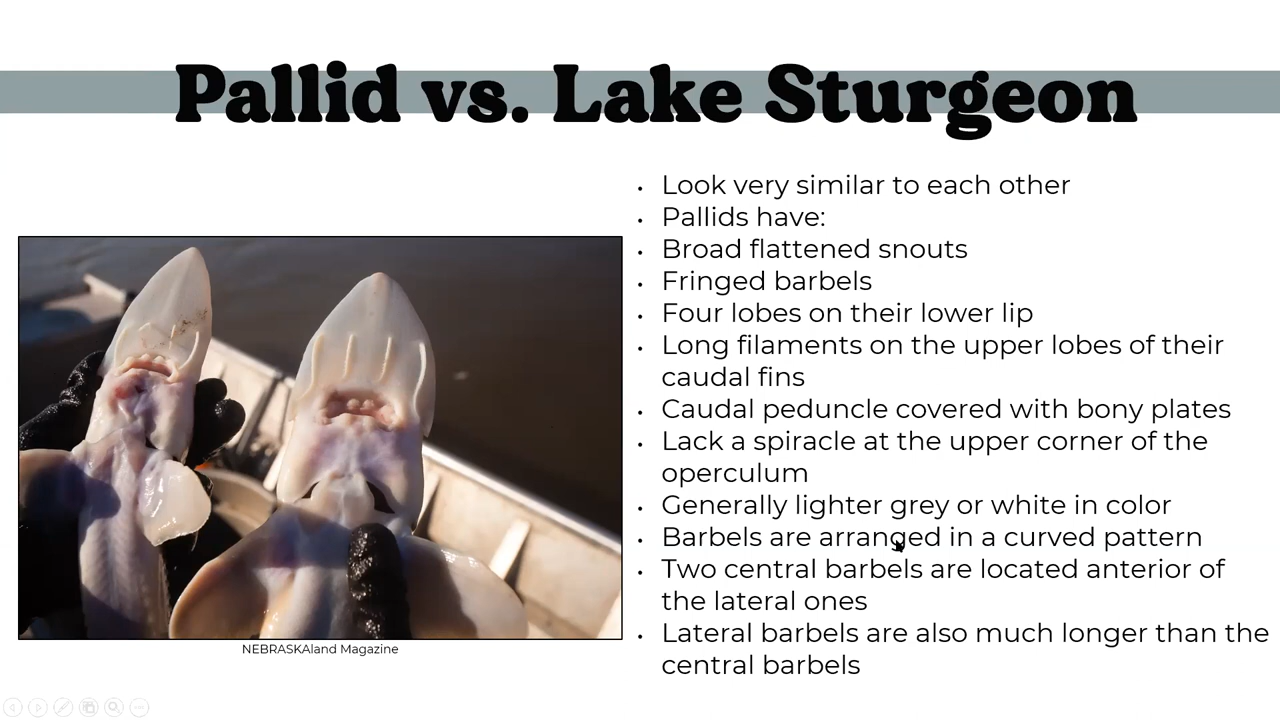 Pallid vs. Lake Sturgeon
• Look very similar to each other
• Pallids have:
• Broad flattened snouts
• Fringed barbels
• Four lobes on their lower lip
• Long filaments on the upper lobes of their
caudal fins
• Caudal peduncle covered with bony plates
• Lack a spiracle at the upper corner of the
operculum
• Generally lighter grey or white in color
• Barbels are arranged in a curved pattern
• Two central barbels are located anterior of
the lateral ones
• Lateral barbels are also much longer than the
central barbels
NEBRASKAland Magazine